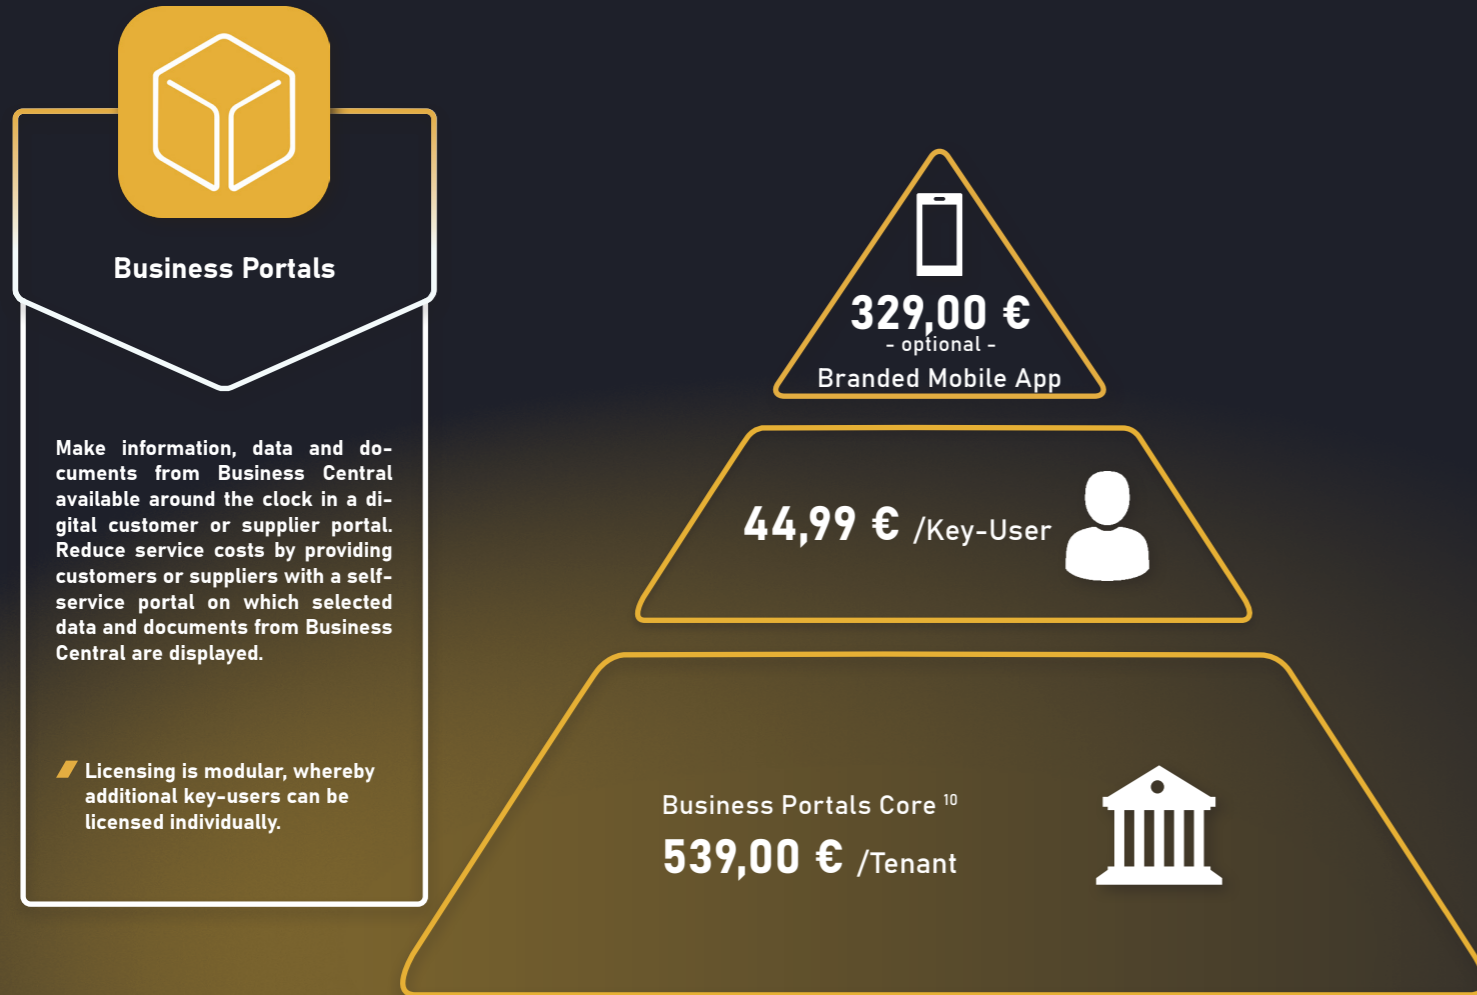 Business Portals
Make information, data and do-
cuments from Business Central
available around the clock in a di-
gital customer or supplier portal.
Reduce service costs by providing
customers or suppliers with a self-
service portal on which selected
data and documents from Business
Central are displayed.
Licensing is modular, whereby
additional key-users can be
licensed individually.
329,00 €
- optional -
Branded Mobile App
44,99 € /Key-User
Business Portals Core 10
539,00 € /Tenant